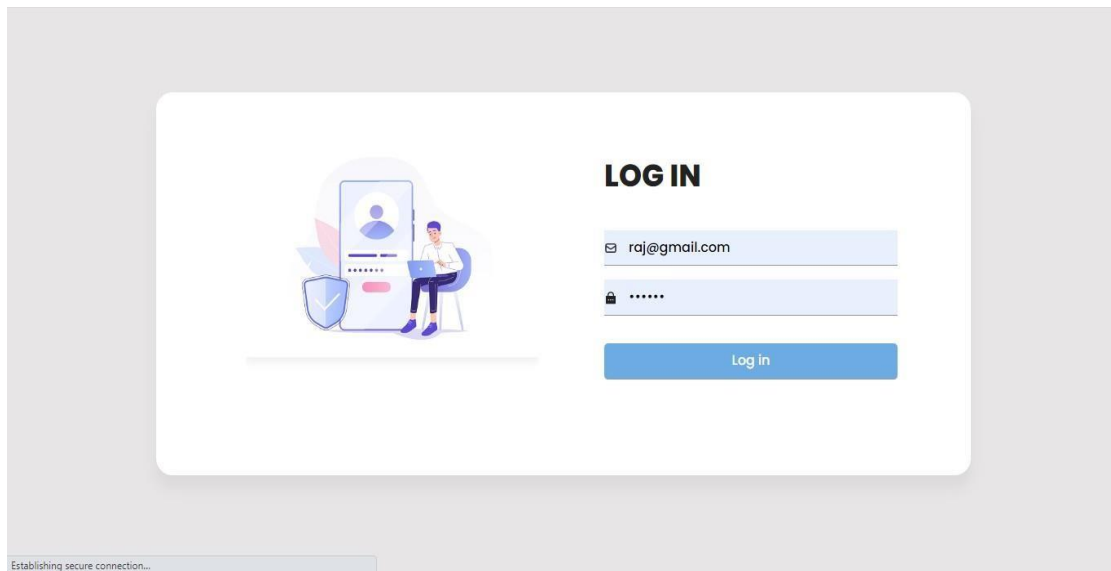 LOG IN
raj@gmail.com
••••••
Log in
Establishing secure connection...